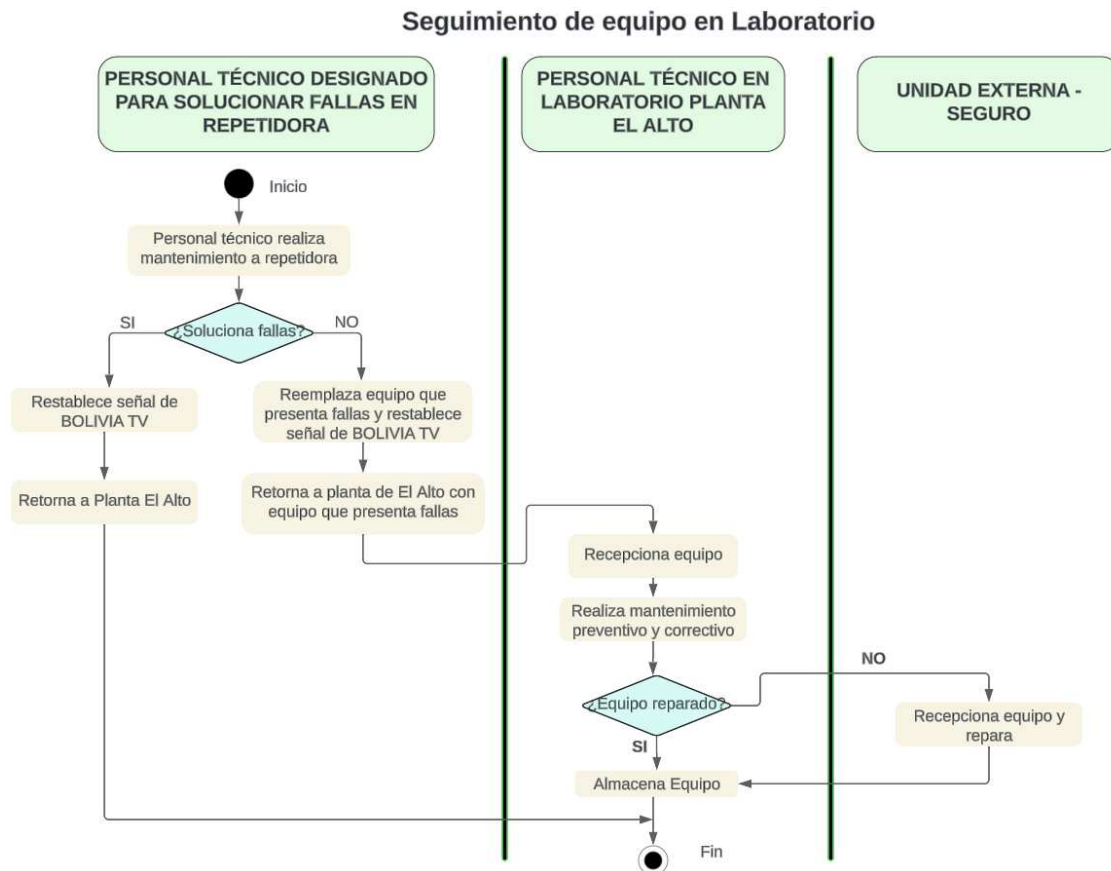 Seguimiento de equipo en Laboratorio
PERSONAL TÉCNICO DESIGNADO
PARA SOLUCIONAR FALLAS EN
REPETIDORA
PERSONAL TÉCNICO EN
LABORATORIO PLANTA
EL ALTO
UNIDAD EXTERNA -
SEGURO
Inicio
Personal técnico realiza
mantenimiento a repetidora
SI
¿Soluciona fallas?
NO
Restablece señal de
BOLIVIA TV
Reemplaza equipo que
presenta fallas y restablece
señal de BOLIVIA TV
Retorna a Planta El Alto
Retorna a planta de El Alto con
equipo que presenta fallas
Recepciona equipo
Realiza mantenimiento
preventivo y correctivo
¿Equipo reparado?
NO
SI
Recepciona equipo y
repara
Almacena Equipo
Fin